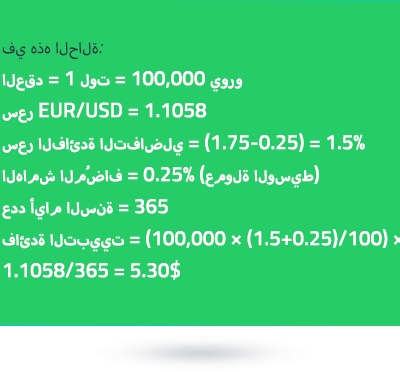 في هذه الحالة:
العقد = 1 لوت = 100,000 يورو
سعر EUR/USD = 1.1058
سعر الفائدة التفاضلي = (1.75-0.25) = 1.5%
الهامش المُضاف = 0.25% (عمولة الوسيط)
عدد أيام السنة = 365
فائدة التبييت = (100,000 × (1.5+0.25)/100) ×
1.1058/365 = 5.30$